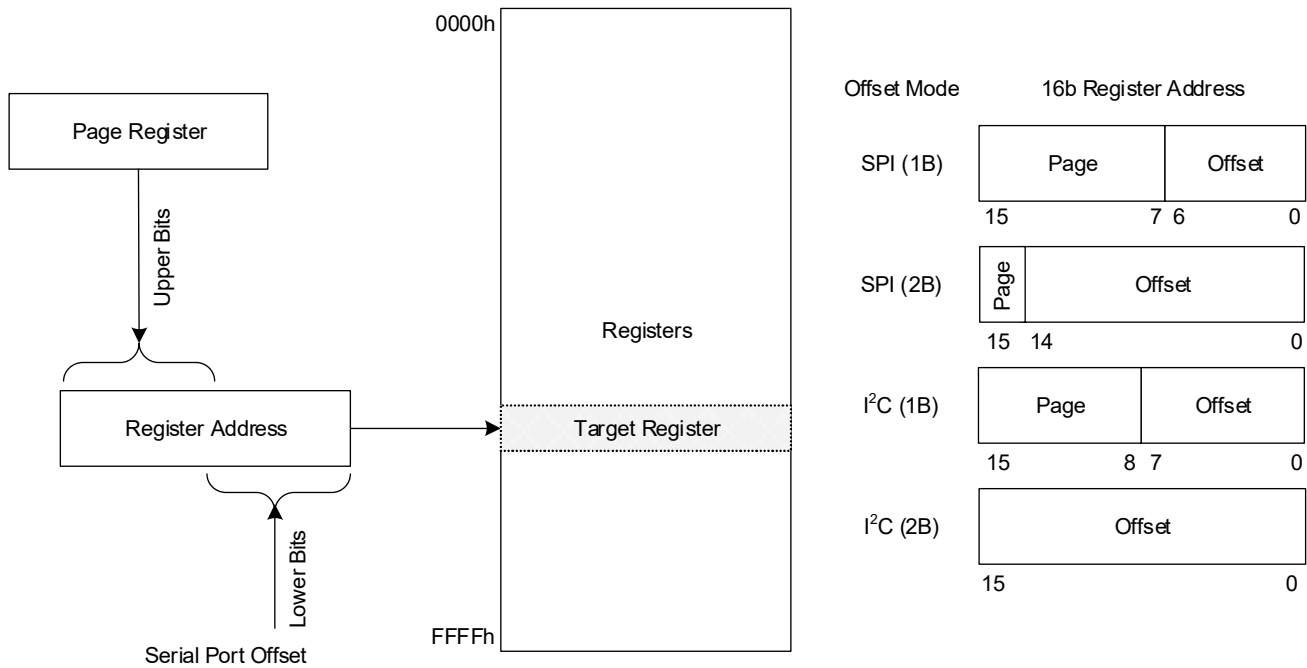 0000h
Page Register
Upper Bits
Register Address
Lower Bits
Serial Port Offset
Registers
Target Register
FFFFh
Offset Mode 16b Register Address
SPI (1B) Page Offset
15 7 6 0
SPI (2B) Page Offset
15 14 0
I²C (1B) Page Offset
15 8 7 0
I²C (2B) Offset
15 0